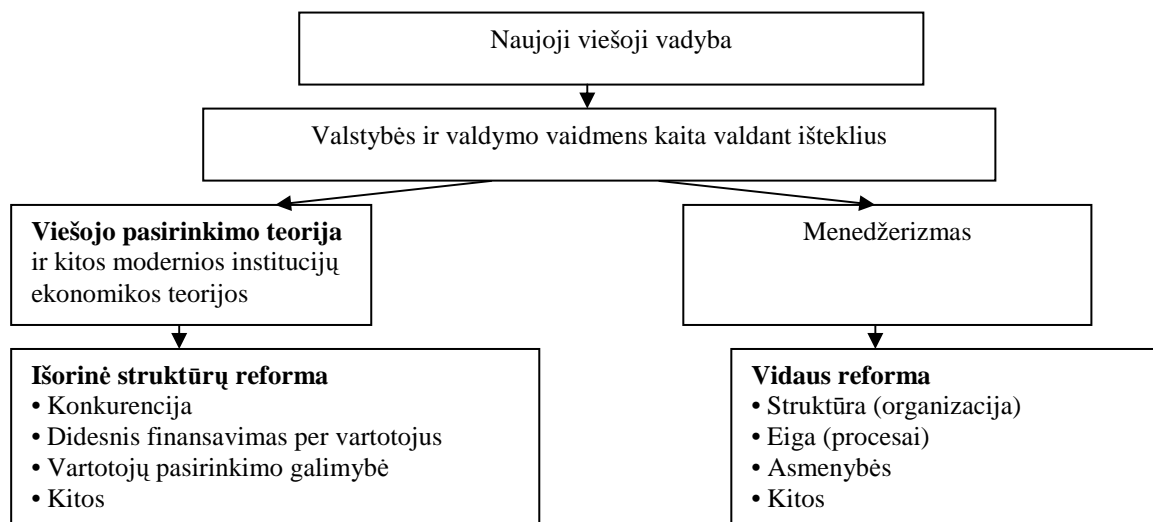 Naujoji viešoji vadyba
Valstybės ir valdymo vaidmens kaita valdant išteklius
Viešojo pasirinkimo teorija
ir kitos modernios institucijų
ekonomikos teorijos
Menedžerizmas
Išorinė struktūrų reforma
• Konkurencija
• Didesnis finansavimas per vartotojus
• Vartotojų pasirinkimo galimybė
• Kitos
Vidaus reforma
• Struktūra (organizacija)
• Eiga (procesai)
• Asmenybės
• Kitos